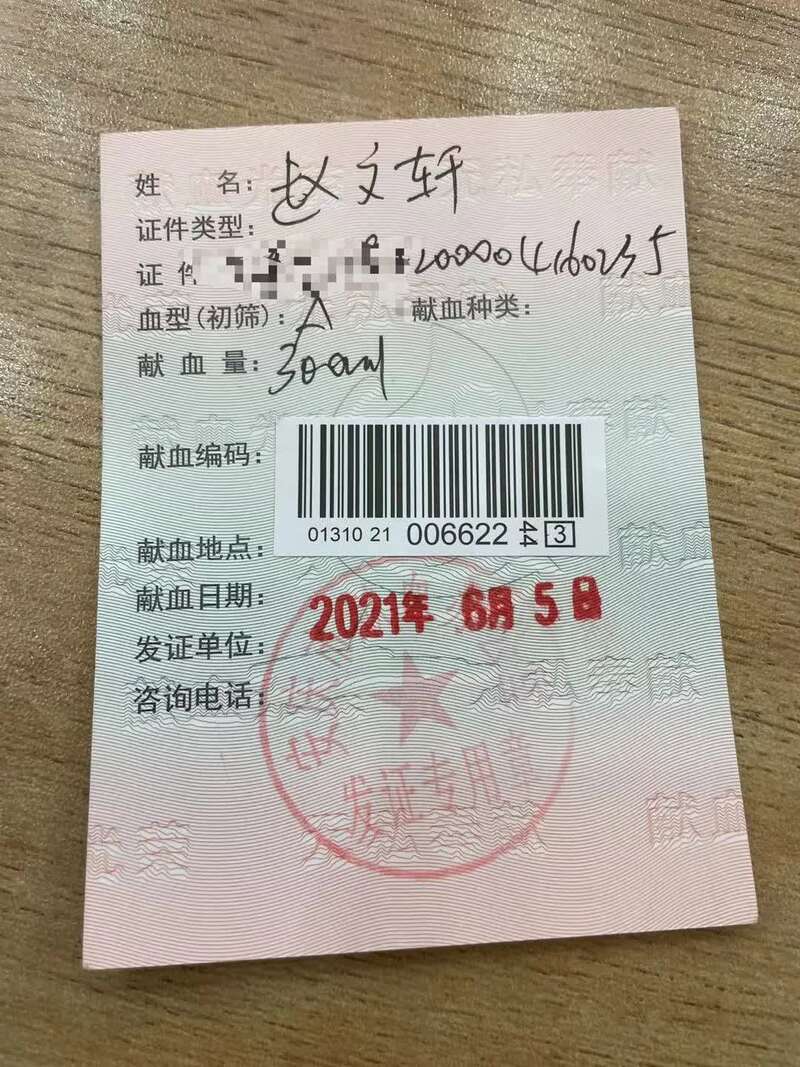 姓 名：赵文轩
证件类型：
证件 200004160235
血型(初筛)：A 献血种类：
献血量：300ml
献血编码：
01310 21 006622 44 3
献血地点：
献血日期：2021年 6月 5日
发证单位：
咨询电话：
发证专用章